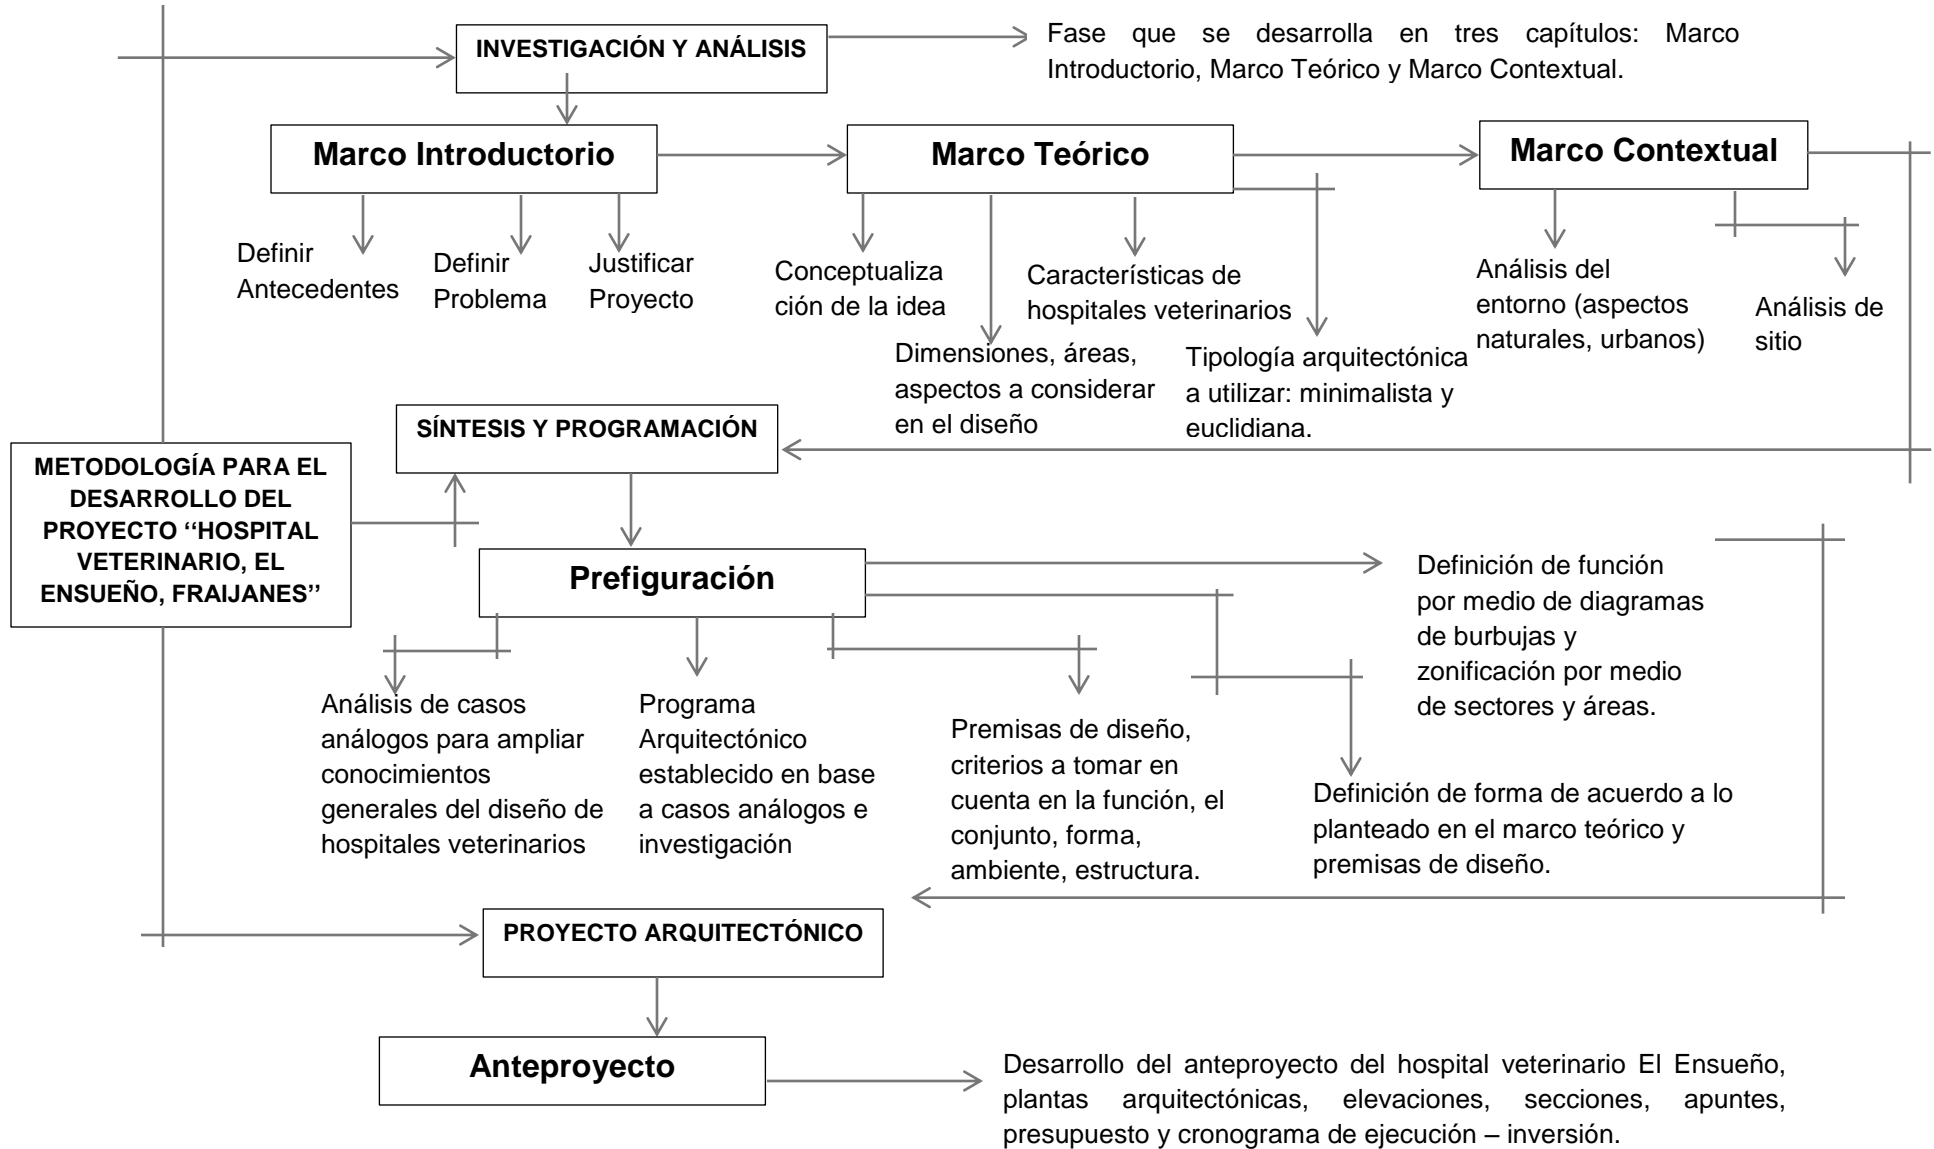 INVESTIGACIÓN Y ANÁLISIS
Fase que se desarrolla en tres capítulos: Marco
Introductorio, Marco Teórico y Marco Contextual.
Marco Introductorio
Marco Teórico
Marco Contextual
Definir
Antecedentes
Definir
Problema
Justificar
Proyecto
Conceptualiza
ción de la idea
Dimensiones, áreas,
aspectos a considerar
en el diseño
Características de
hospitales veterinarios
Tipología arquitectónica
a utilizar: minimalista y
euclidiana.
Análisis del
entorno (aspectos
naturales, urbanos)
Análisis de
sitio
SÍNTESIS Y PROGRAMACIÓN
METODOLOGÍA PARA EL
DESARROLLO DEL
PROYECTO ‘‘HOSPITAL
VETERINARIO, EL
ENSUEÑO, FRAIJANES’’
Prefiguración
Definición de función
por medio de diagramas
de burbujas y
zonificación por medio
de sectores y áreas.
Análisis de casos
análogos para ampliar
conocimientos
generales del diseño de
hospitales veterinarios
Programa
Arquitectónico
establecido en base
a casos análogos e
investigación
Premisas de diseño,
criterios a tomar en
cuenta en la función, el
conjunto, forma,
ambiente, estructura.
Definición de forma de acuerdo a lo
planteado en el marco teórico y
premisas de diseño.
PROYECTO ARQUITECTÓNICO
Anteproyecto
Desarrollo del anteproyecto del hospital veterinario El Ensueño,
plantas arquitectónicas, elevaciones, secciones, apuntes,
presupuesto y cronograma de ejecución – inversión.